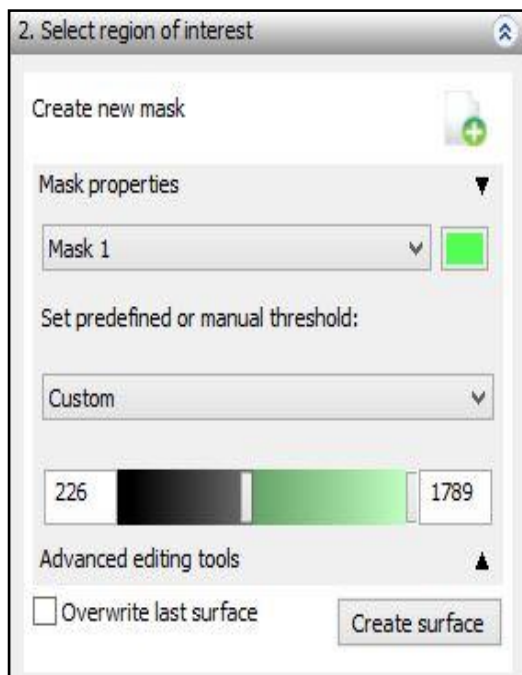 2. Select region of interest
Create new mask
Mask properties
Mask 1
Set predefined or manual threshold:
Custom
226 1789
Advanced editing tools
Overwrite last surface
Create surface